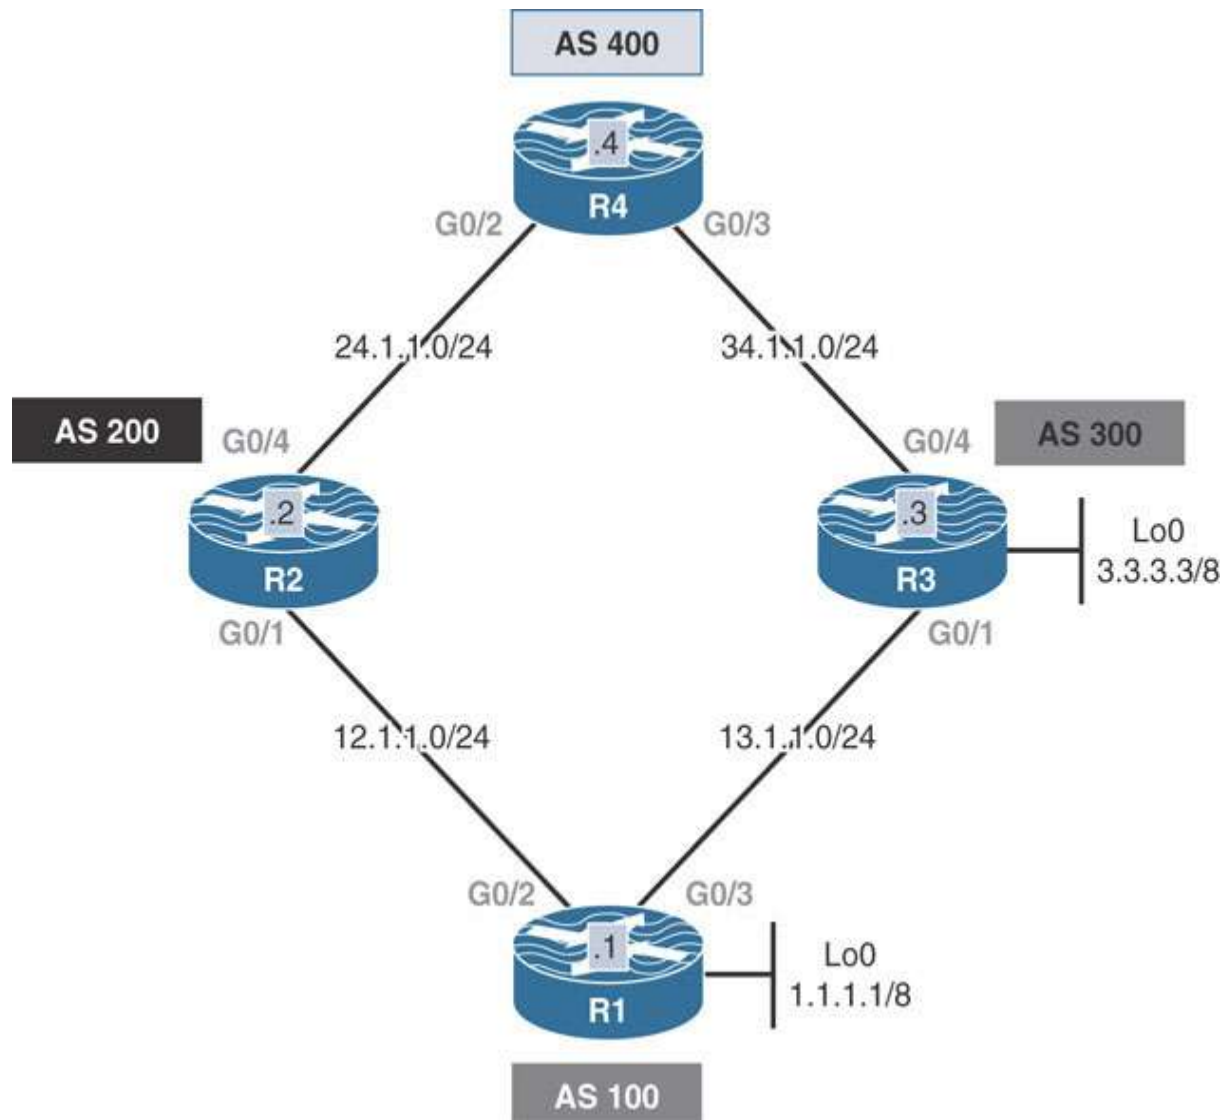 AS 400
.4
R4
G0/2
G0/3
24.1.1.0/24
34.1.1.0/24
AS 200
G0/4
G0/4
AS 300
.2
R2
.3
R3
Lo0
3.3.3.3/8
G0/1
G0/1
12.1.1.0/24
13.1.1.0/24
G0/2
G0/3
.1
R1
Lo0
1.1.1.1/8
AS 100